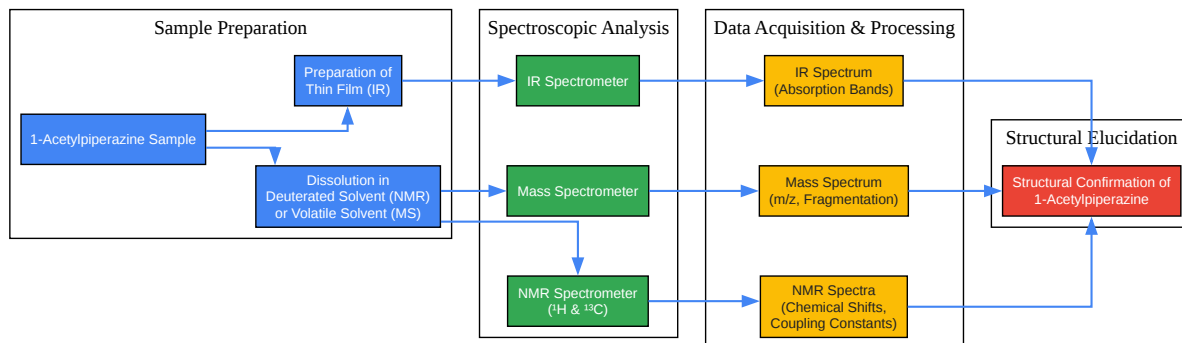 Sample Preparation
Spectroscopic Analysis
Data Acquisition & Processing
Preparation of
Thin Film (IR)
IR Spectrometer
IR Spectrum
(Absorption Bands)
1-Acetylpiperazine Sample
Structural Elucidation
Dissolution in
Deuterated Solvent (NMR)
or Volatile Solvent (MS)
Mass Spectrometer
Mass Spectrum
(m/z, Fragmentation)
Structural Confirmation of
1-Acetylpiperazine
NMR Spectrometer
(¹H & ¹³C)
NMR Spectra
(Chemical Shifts,
Coupling Constants)